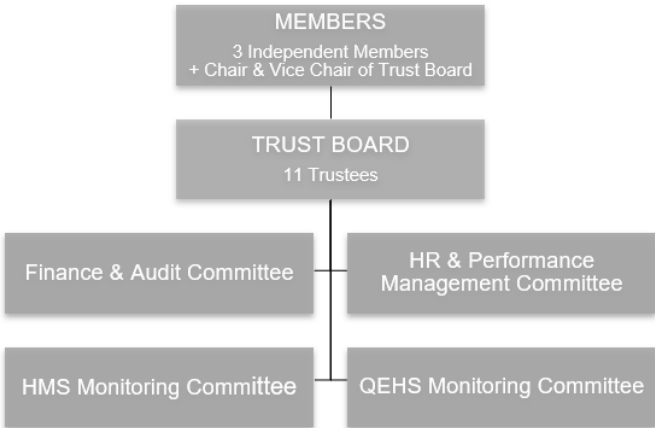 MEMBERS
3 Independent Members
+ Chair & Vice Chair of Trust Board
TRUST BOARD
11 Trustees
Finance & Audit Committee
HR & Performance
Management Committee
HMS Monitoring Committee
QEHS Monitoring Committee